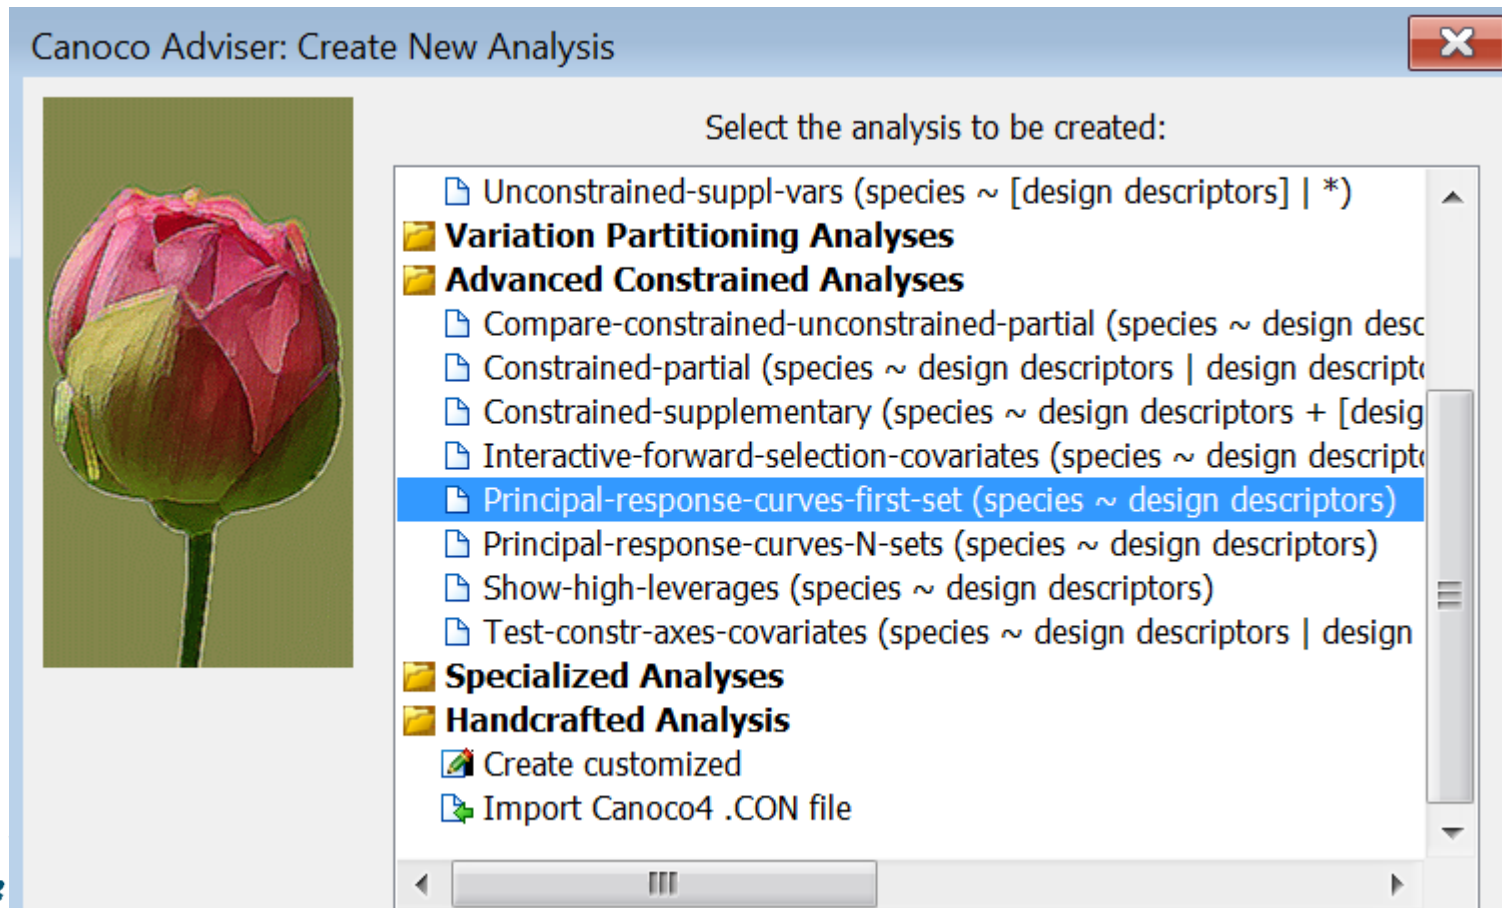 Canoco Adviser: Create New Analysis
Select the analysis to be created:
Unconstrained-suppl-vars (species ~ [design descriptors] | *)
Variation Partitioning Analyses
Advanced Constrained Analyses
Compare-constrained-unconstrained-partial (species ~ design desc
Constrained-partial (species ~ design descriptors | design descripto
Constrained-supplementary (species ~ design descriptors + [desig
Interactive-forward-selection-covariates (species ~ design descripto
Principal-response-curves-first-set (species ~ design descriptors)
Principal-response-curves-N-sets (species ~ design descriptors)
Show-high-leverages (species ~ design descriptors)
Test-constr-axes-covariates (species ~ design descriptors | design
Specialized Analyses
Handcrafted Analysis
Create customized
Import Canoco4 .CON file